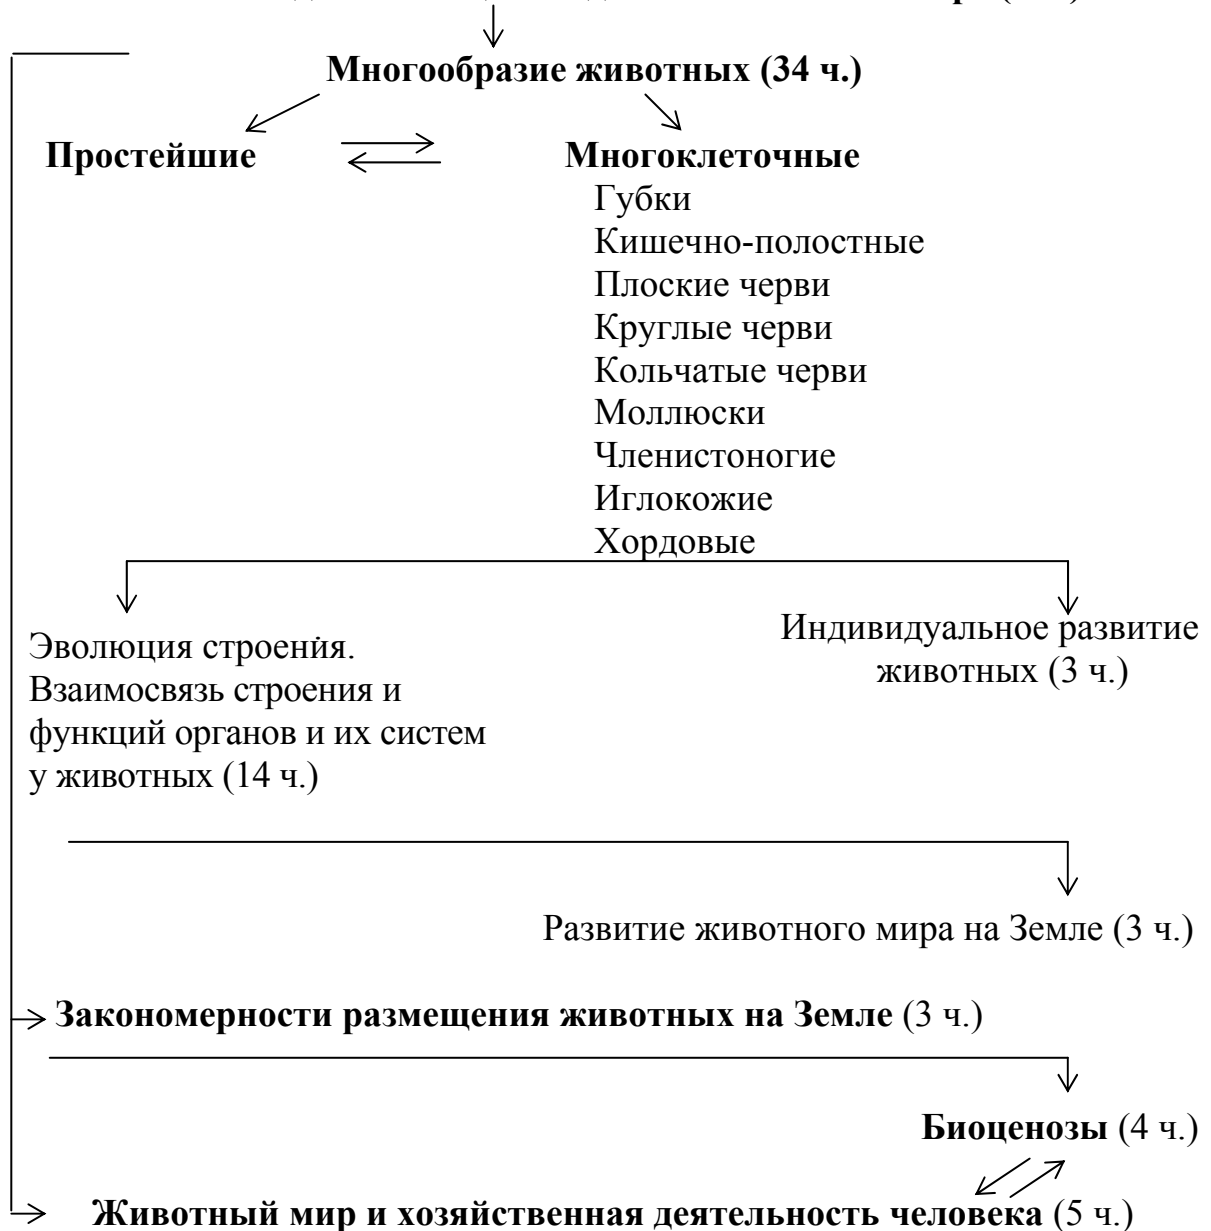 Многообразие животных (34 ч.)
Простейшие
Многоклеточные
Губки
Кишечно-полостные
Плоские черви
Круглые черви
Кольчатые черви
Моллюски
Членистоногие
Иглокожие
Хордовые
Эволюция строения.
Взаимосвязь строения и
функций органов и их систем
у животных (14 ч.)
Индивидуальное развитие
животных (3 ч.)
Развитие животного мира на Земле (3 ч.)
Закономерности размещения животных на Земле (3 ч.)
Биоценозы (4 ч.)
Животный мир и хозяйственная деятельность человека (5 ч.)